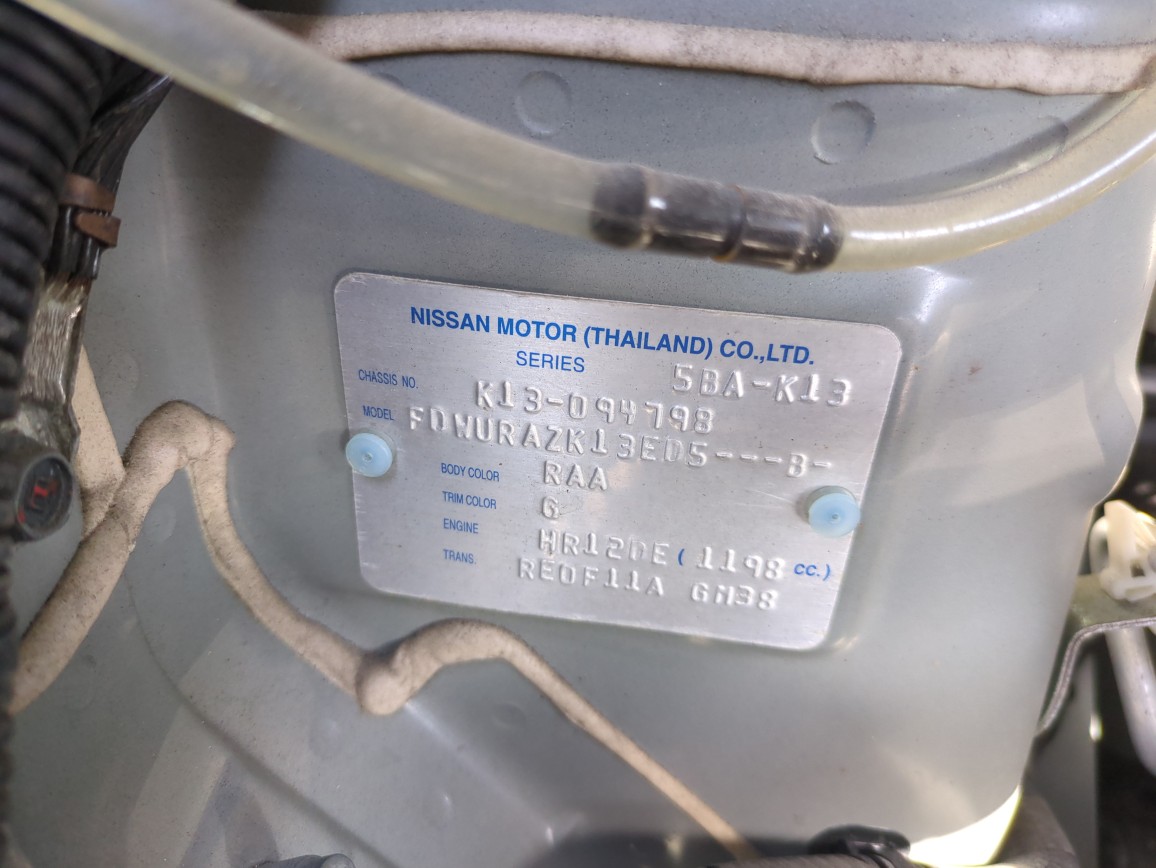 NISSAN MOTOR (THAILAND) CO.,LTD.
SERIES 5BA-K13
CHASSIS NO. K13-094798
MODEL FDWURAZK13ED5---B-
BODY COLOR RAA
TRIM COLOR G
ENGINE HR12DE ( 1198 CC.)
TRANS. RE0F11A GM38